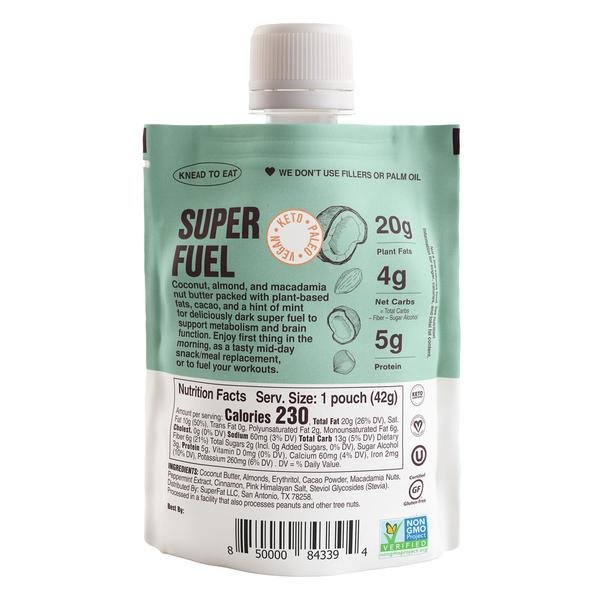 KNEAD TO EAT
WE DON'T USE FILLERS OR PALM OIL
SUPER
FUEL
KETO • PALEO • VEGAN •
Coconut, almond, and macadamia
nut butter packed with plant-based
fats, cacao, and a hint of mint
for deliciously dark super fuel to
support metabolism and brain
function. Enjoy first thing in the
morning, as a tasty mid-day
snack/meal replacement,
or to fuel your workouts.
20g
Plant Fats
4g
Net Carbs
= Total Carbs
– Fiber – Sugar Alcohol
5g
Protein
Nutrition Facts Serv. Size: 1 pouch (42g)
Amount per serving: Calories 230, Total Fat 20g (26% DV), Sat.
Fat 10g (50%), Trans Fat 0g, Polyunsaturated Fat 2g, Monounsaturated Fat 6g,
Cholest. 0g (0% DV) Sodium 60mg (3% DV) Total Carb 13g (5% DV) Dietary
Fiber 6g (21%) Total Sugars 2g (Incl. 0g Added Sugars, 0% DV), Sugar Alcohol
3g, Protein 5g, Vitamin D 0mg (0% DV), Calcium 60mg (4% DV), Iron 2mg
(10% DV), Potassium 260mg (6% DV) . DV = % Daily Value.
INGREDIENTS: Coconut Butter, Almonds, Erythritol, Cacao Powder, Macadamia Nuts,
Peppermint Extract, Cinnamon, Pink Himalayan Salt, Steviol Glycosides (Stevia).
Distributed By: SuperFat LLC, San Antonio, TX 78258.
Processed in a facility that also processes peanuts and other tree nuts.
Best By:
KETO
U
Certified
GF
Gluten-Free
8 50000 84339 4
NON
GMO
Project
VERIFIED
nongmoproject.org